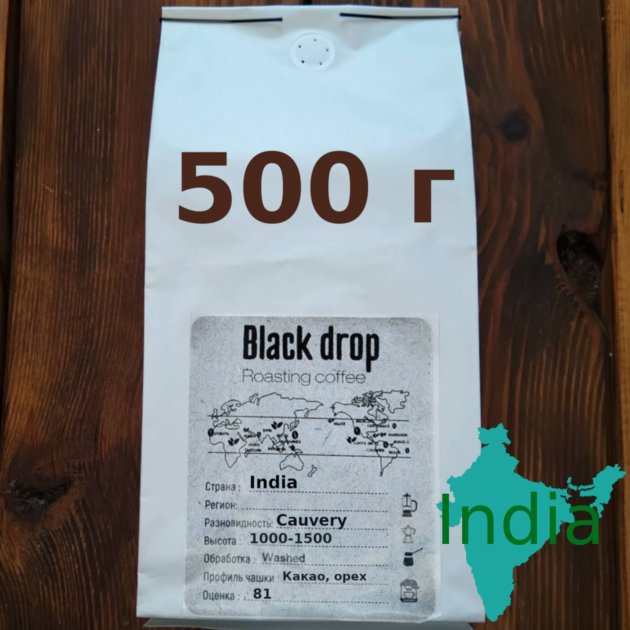 500 г
Black drop
Roasting coffee
Страна : India
Регион:
Разновидность: Cauvery
Высота : 1000-1500
Обработка : Washed
Профиль чашки Какао, орех
Оценка : 81
India